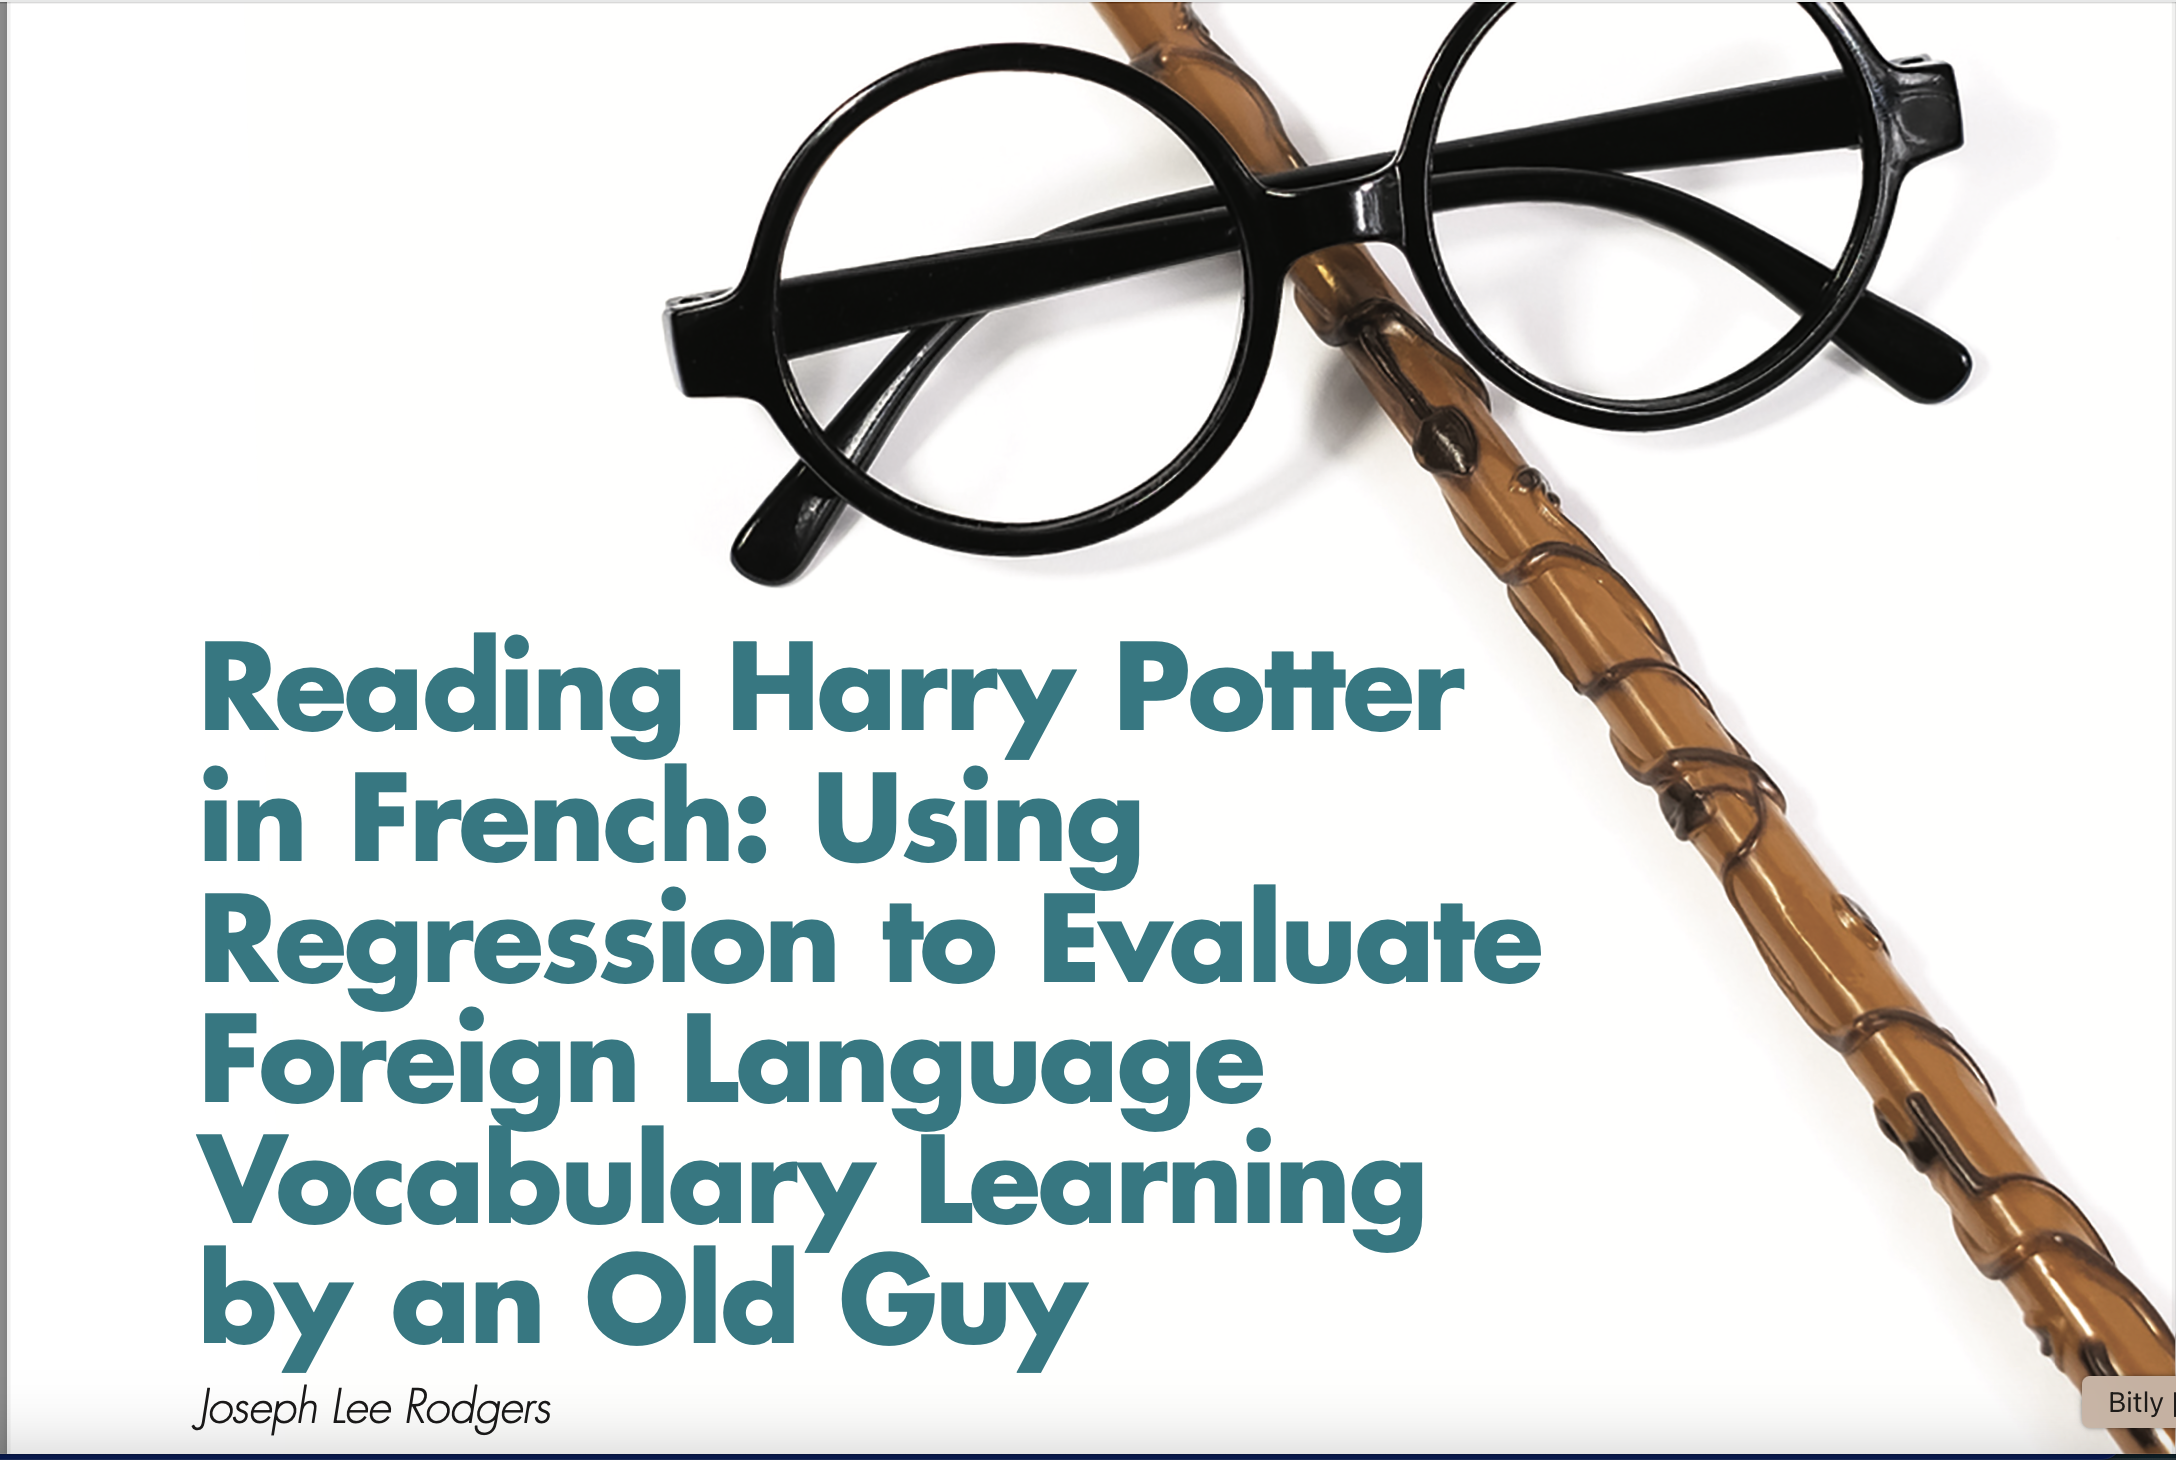 Reading Harry Potter
in French: Using
Regression to Evaluate
Foreign Language
Vocabulary Learning
by an Old Guy
Joseph Lee Rodgers
Bitly